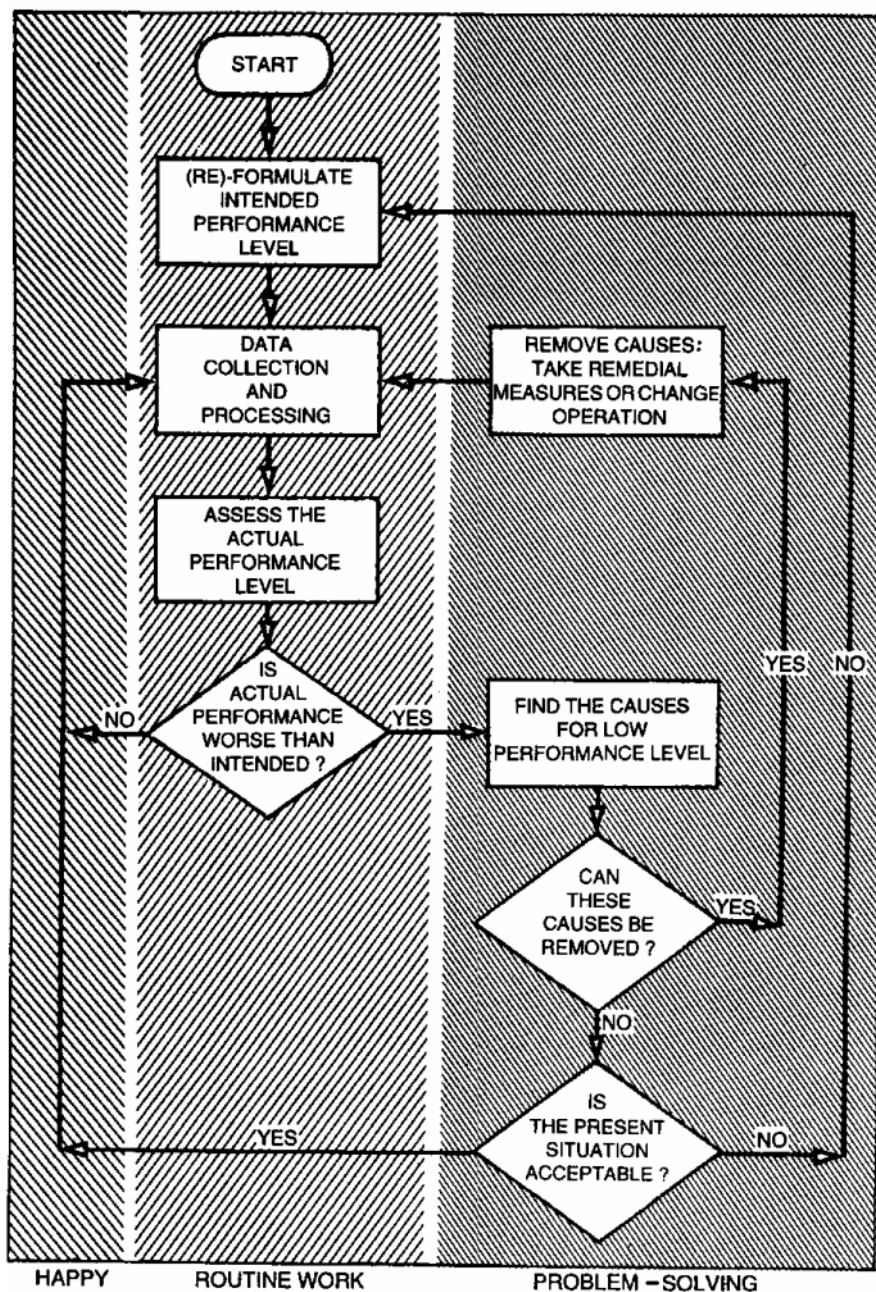 START
(RE)-FORMULATE
INTENDED
PERFORMANCE
LEVEL
DATA
COLLECTION
AND
PROCESSING
REMOVE CAUSES:
TAKE REMEDIAL
MEASURES OR CHANGE
OPERATION
ASSESS THE
ACTUAL
PERFORMANCE
LEVEL
IS
ACTUAL
PERFORMANCE
WORSE THAN
INTENDED ?
NO
YES
FIND THE CAUSES
FOR LOW
PERFORMANCE LEVEL
YES
NO
CAN
THESE
CAUSES BE
REMOVED ?
YES
NO
IS
THE PRESENT
SITUATION
ACCEPTABLE ?
YES
NO
HAPPY
ROUTINE WORK
PROBLEM – SOLVING